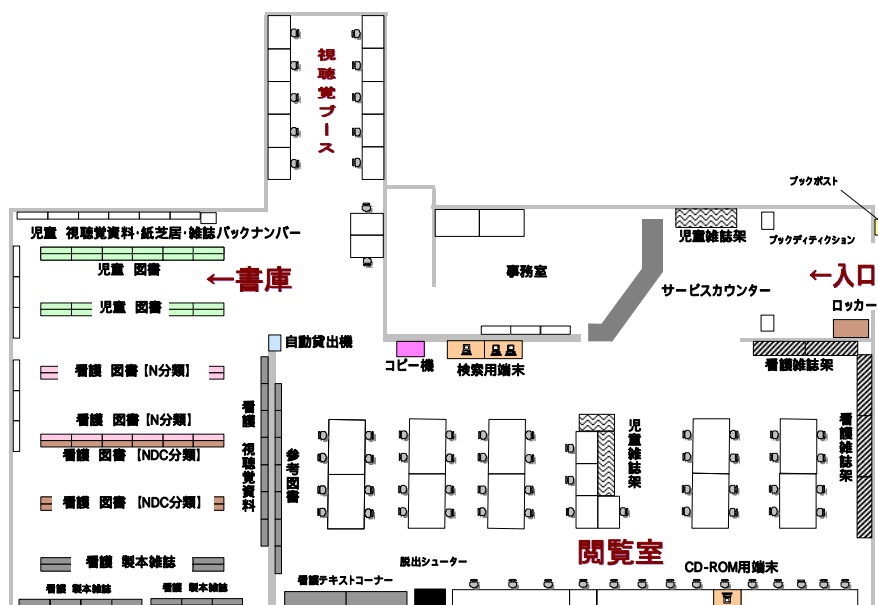 視聴覚ブース
ブックポスト
児童 視聴覚資料・紙芝居・雑誌バックナンバー
児童雑誌架
ブックディティクション
児童 図書
←書庫
事務室
サービスカウンター
←入口
児童 図書
ロッカー
自動貸出機
コピー機
検索用端末
看護雑誌架
看護 図書【N分類】
看護 図書【N分類】
看護 視聴覚資料
参考図書
児童雑誌架
看護雑誌架
看護 図書【NDC分類】
看護 図書【NDC分類】
閲覧室
看護 製本雑誌
脱出シューター
CD-ROM用端末
看護 製本雑誌
看護 製本雑誌
看護テキストコーナー